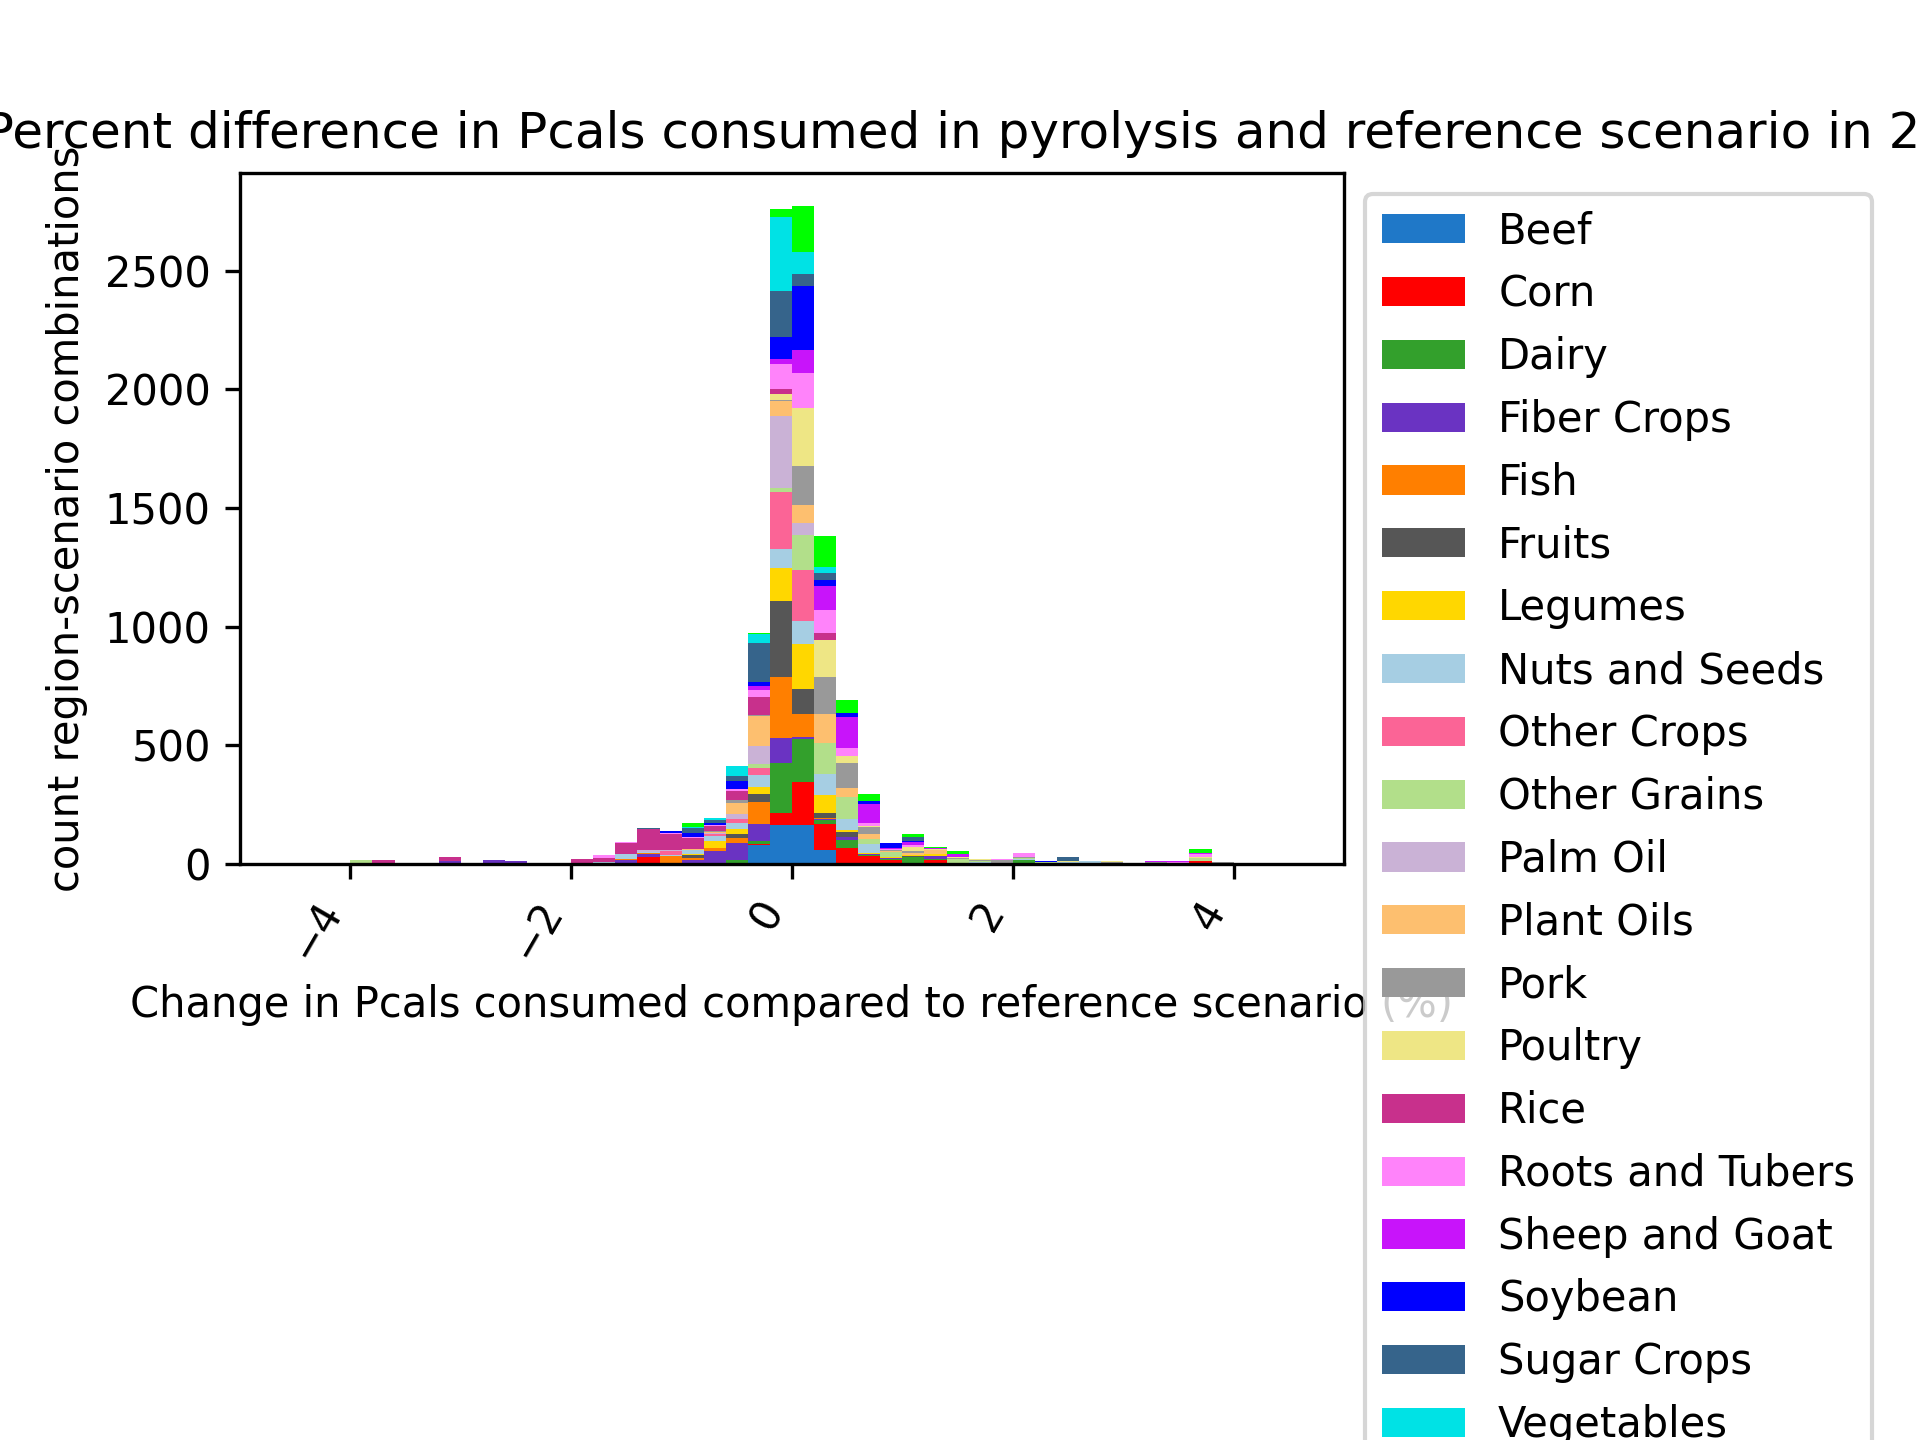 Percent difference in Pcals consumed in pyrolysis and reference scenario in 2
count region-scenario combinations
2500
2000
1500
1000
500
0
−4
−2
0
2
4
Change in Pcals consumed compared to reference scenario (%)
Beef
Corn
Dairy
Fiber Crops
Fish
Fruits
Legumes
Nuts and Seeds
Other Crops
Other Grains
Palm Oil
Plant Oils
Pork
Poultry
Rice
Roots and Tubers
Sheep and Goat
Soybean
Sugar Crops
Vegetables